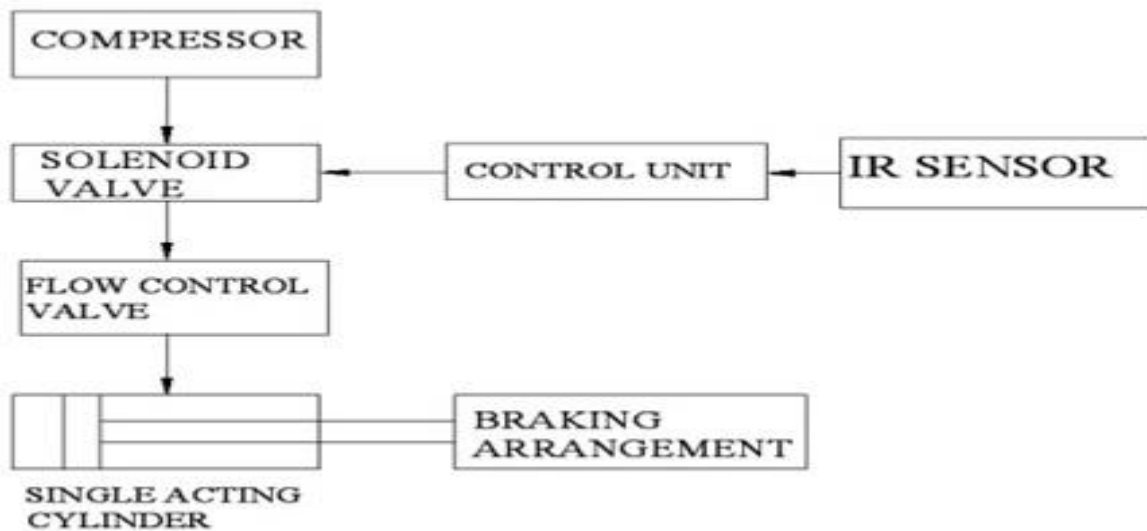 COMPRESSOR
SOLENOID
VALVE
CONTROL UNIT
IR SENSOR
FLOW CONTROL
VALVE
BRAKING
ARRANGEMENT
SINGLE ACTING
CYLINDER